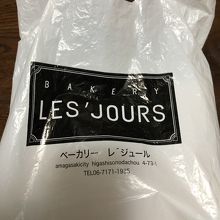 BAKERY
LES'JOURS
ベーカリー レ゛ジュール
amagasakicity higashisonodachou 4-73-
TEL06-7171-1925